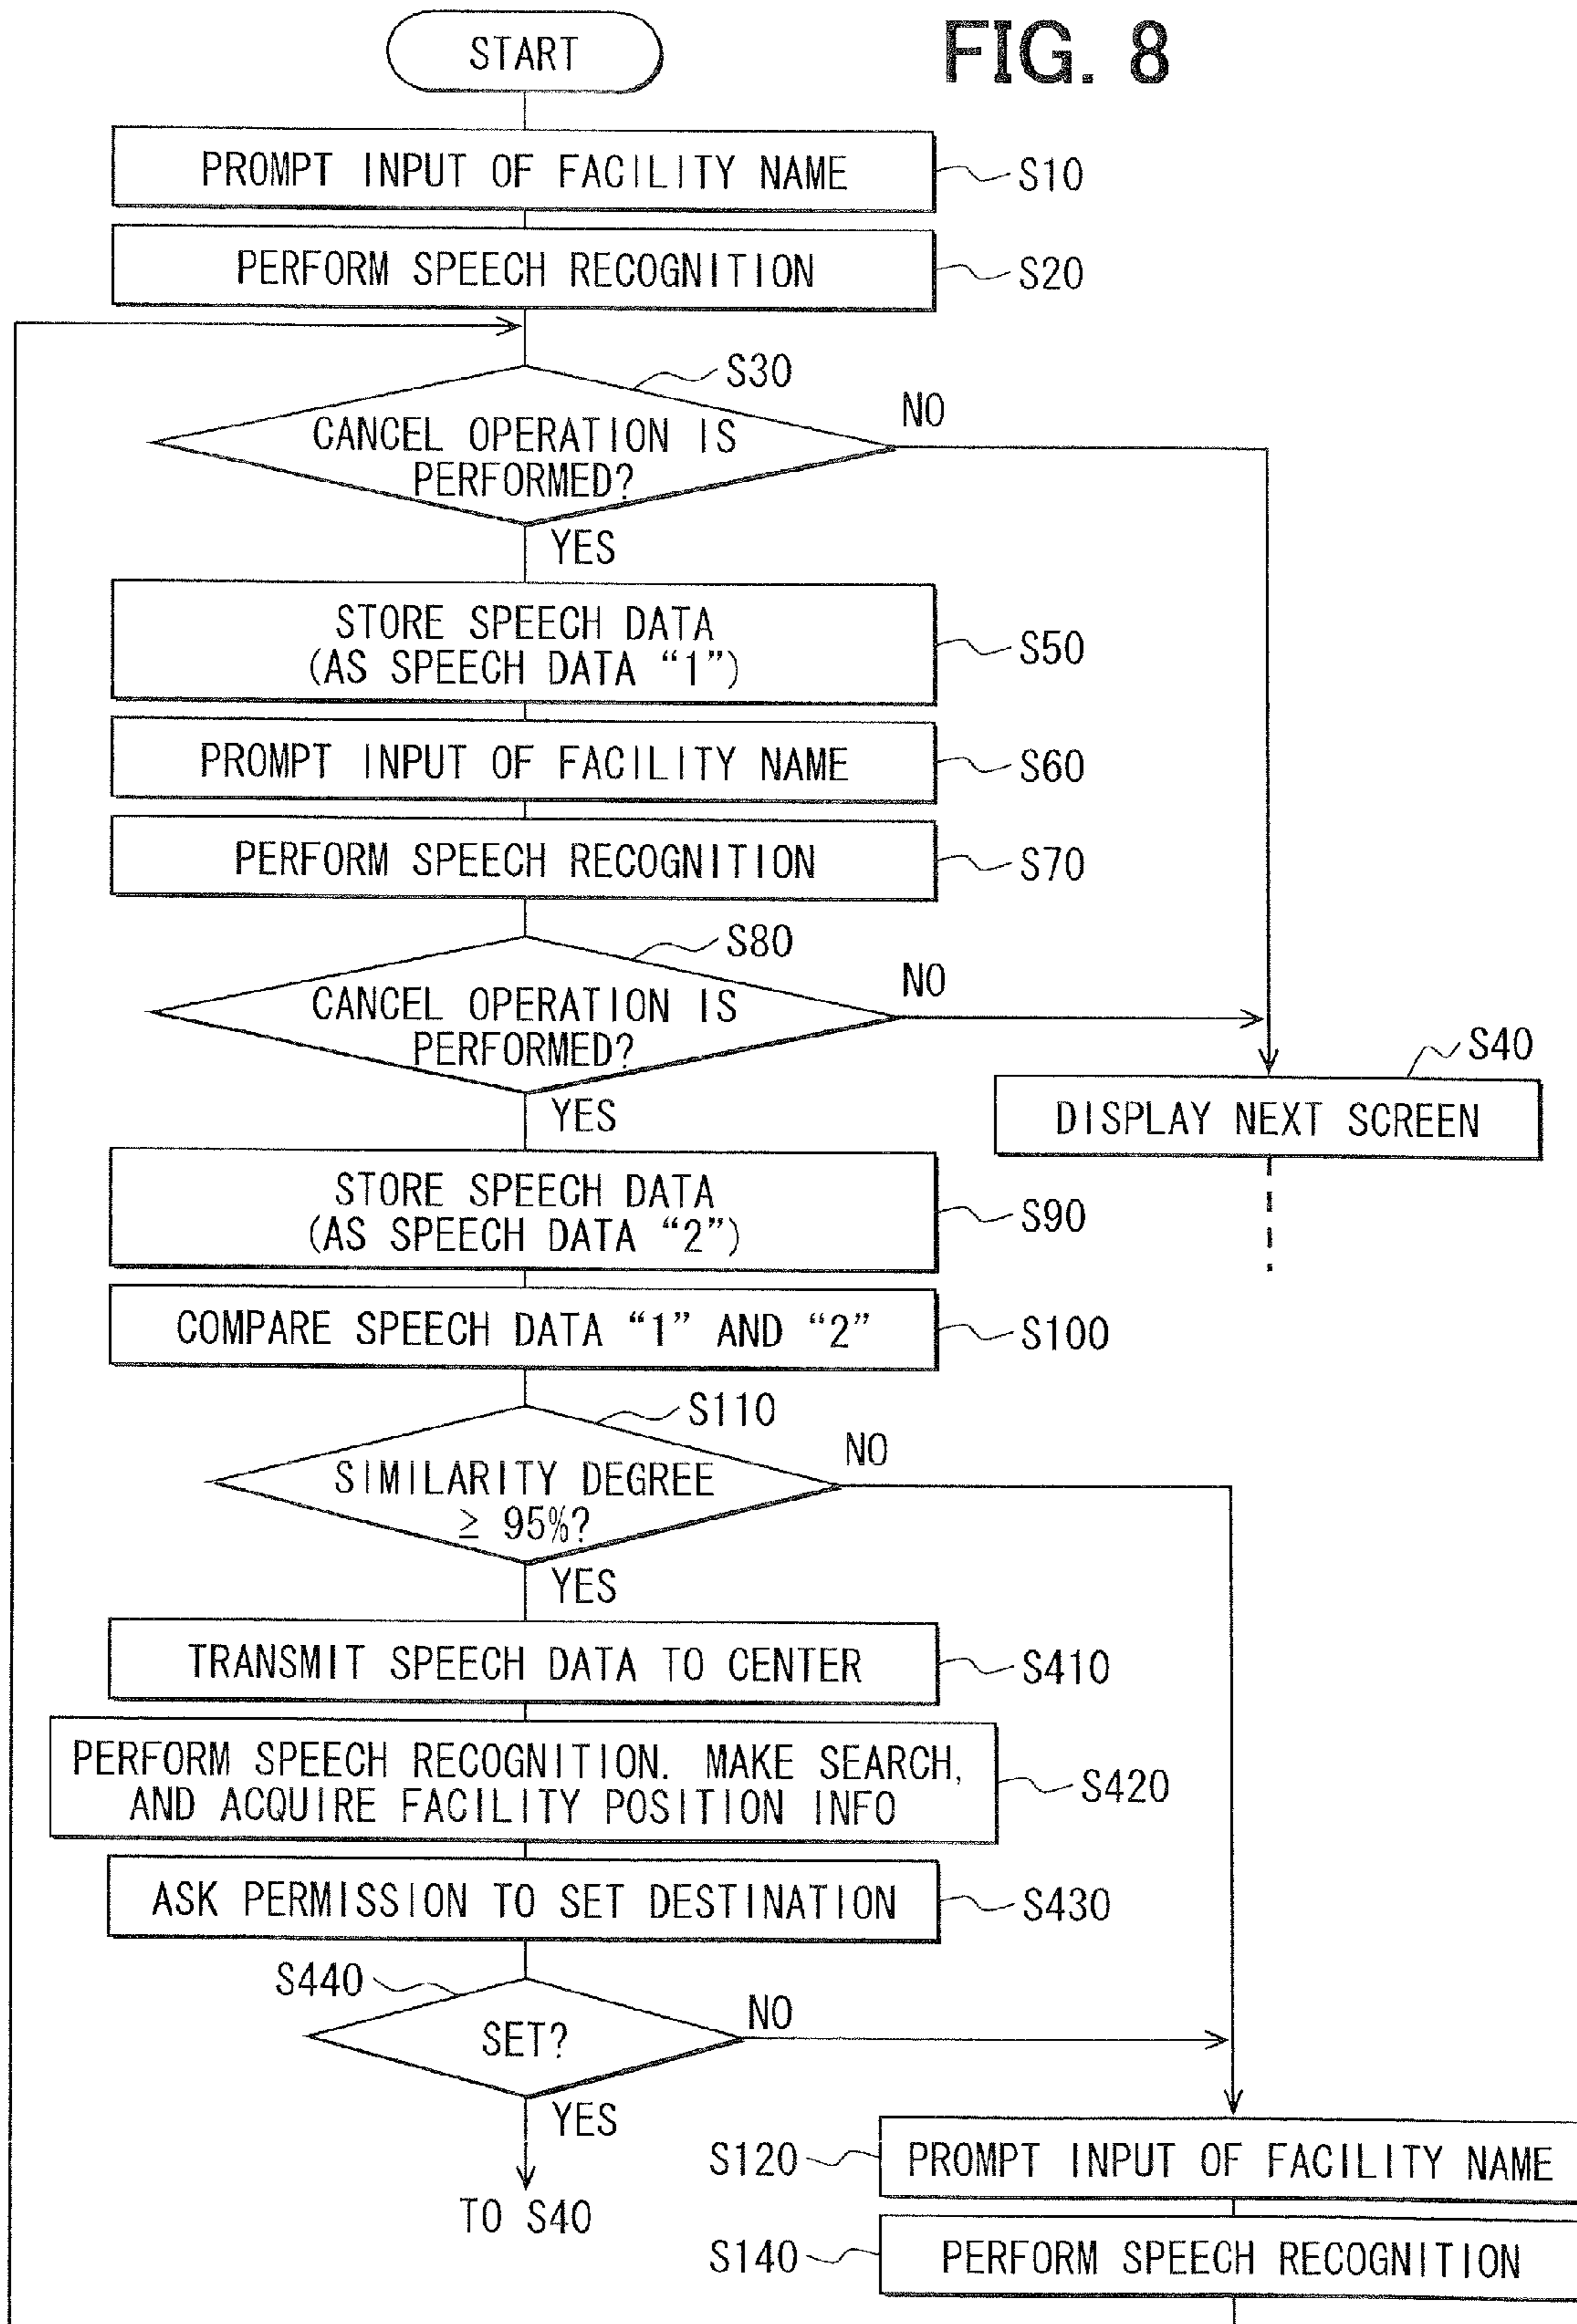 FIG. 8
START
PROMPT INPUT OF FACILITY NAME
S10
PERFORM SPEECH RECOGNITION
S20
S30
CANCEL OPERATION IS
PERFORMED?
NO
YES
STORE SPEECH DATA
(AS SPEECH DATA “1”)
S50
PROMPT INPUT OF FACILITY NAME
S60
PERFORM SPEECH RECOGNITION
S70
S80
CANCEL OPERATION IS
PERFORMED?
NO
YES
S40
DISPLAY NEXT SCREEN
STORE SPEECH DATA
(AS SPEECH DATA “2”)
S90
COMPARE SPEECH DATA “1” AND “2”
S100
S110
SIMILARITY DEGREE
≥ 95%?
NO
YES
TRANSMIT SPEECH DATA TO CENTER
S410
PERFORM SPEECH RECOGNITION. MAKE SEARCH,
AND ACQUIRE FACILITY POSITION INFO
S420
ASK PERMISSION TO SET DESTINATION
S430
S440
SET?
NO
YES
TO S40
S120
PROMPT INPUT OF FACILITY NAME
S140
PERFORM SPEECH RECOGNITION